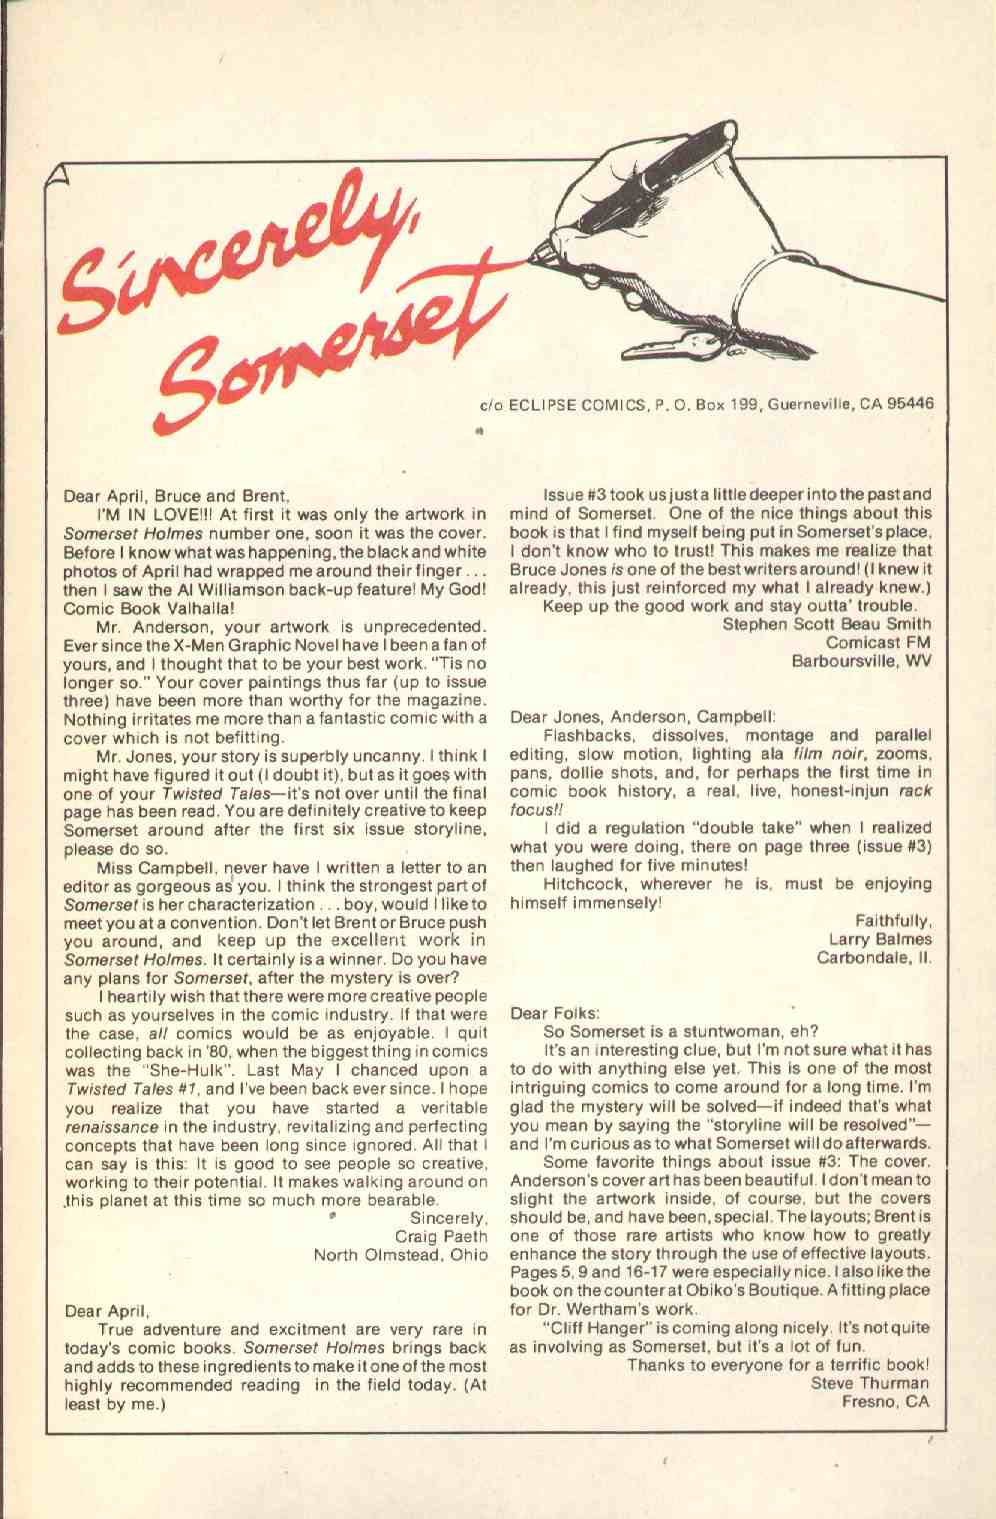 Sincerely,
Somerset
c/o ECLIPSE COMICS, P. O. Box 199, Guerneville, CA 95446
Dear April, Bruce and Brent,
I'M IN LOVE!!! At first it was only the artwork in
Somerset Holmes number one, soon it was the cover.
Before I know what was happening, the black and white
photos of April had wrapped me around their finger . . .
then I saw the Al Williamson back-up feature! My God!
Comic Book Valhalla!
Mr. Anderson, your artwork is unprecedented.
Ever since the X-Men Graphic Novel have I been a fan of
yours, and I thought that to be your best work. "Tis no
longer so." Your cover paintings thus far (up to issue
three) have been more than worthy for the magazine.
Nothing irritates me more than a fantastic comic with a
cover which is not befitting.
Mr. Jones, your story is superbly uncanny. I think I
might have figured it out (I doubt it), but as it goes with
one of your Twisted Tales—it's not over until the final
page has been read. You are definitely creative to keep
Somerset around after the first six issue storyline,
please do so.
Miss Campbell, never have I written a letter to an
editor as gorgeous as you. I think the strongest part of
Somerset is her characterization . . . boy, would I like to
meet you at a convention. Don't let Brent or Bruce push
you around, and keep up the excellent work in
Somerset Holmes. It certainly is a winner. Do you have
any plans for Somerset, after the mystery is over?
I heartily wish that there were more creative people
such as yourselves in the comic industry. If that were
the case, all comics would be as enjoyable. I quit
collecting back in '80, when the biggest thing in comics
was the "She-Hulk". Last May I chanced upon a
Twisted Tales #1, and I've been back ever since. I hope
you realize that you have started a veritable
renaissance in the industry, revitalizing and perfecting
concepts that have been long since ignored. All that I
can say is this: It is good to see people so creative,
working to their potential. It makes walking around on
this planet at this time so much more bearable.
Sincerely,
Craig Paeth
North Olmstead, Ohio
Dear April,
True adventure and excitment are very rare in
today's comic books. Somerset Holmes brings back
and adds to these ingredients to make it one of the most
highly recommended reading in the field today. (At
least by me.)
Issue #3 took us just a little deeper into the past and
mind of Somerset. One of the nice things about this
book is that I find myself being put in Somerset's place,
I don't know who to trust! This makes me realize that
Bruce Jones is one of the best writers around! (I knew it
already, this just reinforced my what I already knew.)
Keep up the good work and stay outta' trouble.
Stephen Scott Beau Smith
Comicast FM
Barboursville, WV
Dear Jones, Anderson, Campbell:
Flashbacks, dissolves, montage and parallel
editing, slow motion, lighting ala film noir, zooms,
pans, dollie shots, and, for perhaps the first time in
comic book history, a real, live, honest-injun rack
focus!!
I did a regulation "double take" when I realized
what you were doing, there on page three (issue #3)
then laughed for five minutes!
Hitchcock, wherever he is, must be enjoying
himself immensely!
Faithfully,
Larry Balmes
Carbondale, Il.
Dear Folks:
So Somerset is a stuntwoman, eh?
It's an interesting clue, but I'm not sure what it has
to do with anything else yet. This is one of the most
intriguing comics to come around for a long time. I'm
glad the mystery will be solved—if indeed that's what
you mean by saying the "storyline will be resolved"—
and I'm curious as to what Somerset will do afterwards.
Some favorite things about issue #3: The cover.
Anderson's cover art has been beautiful. I don't mean to
slight the artwork inside, of course, but the covers
should be, and have been, special. The layouts; Brent is
one of those rare artists who know how to greatly
enhance the story through the use of effective layouts.
Pages 5, 9 and 16-17 were especially nice. I also like the
book on the counter at Obiko's Boutique. A fitting place
for Dr. Wertham's work.
"Cliff Hanger" is coming along nicely. It's not quite
as involving as Somerset, but it's a lot of fun.
Thanks to everyone for a terrific book!
Steve Thurman
Fresno, CA